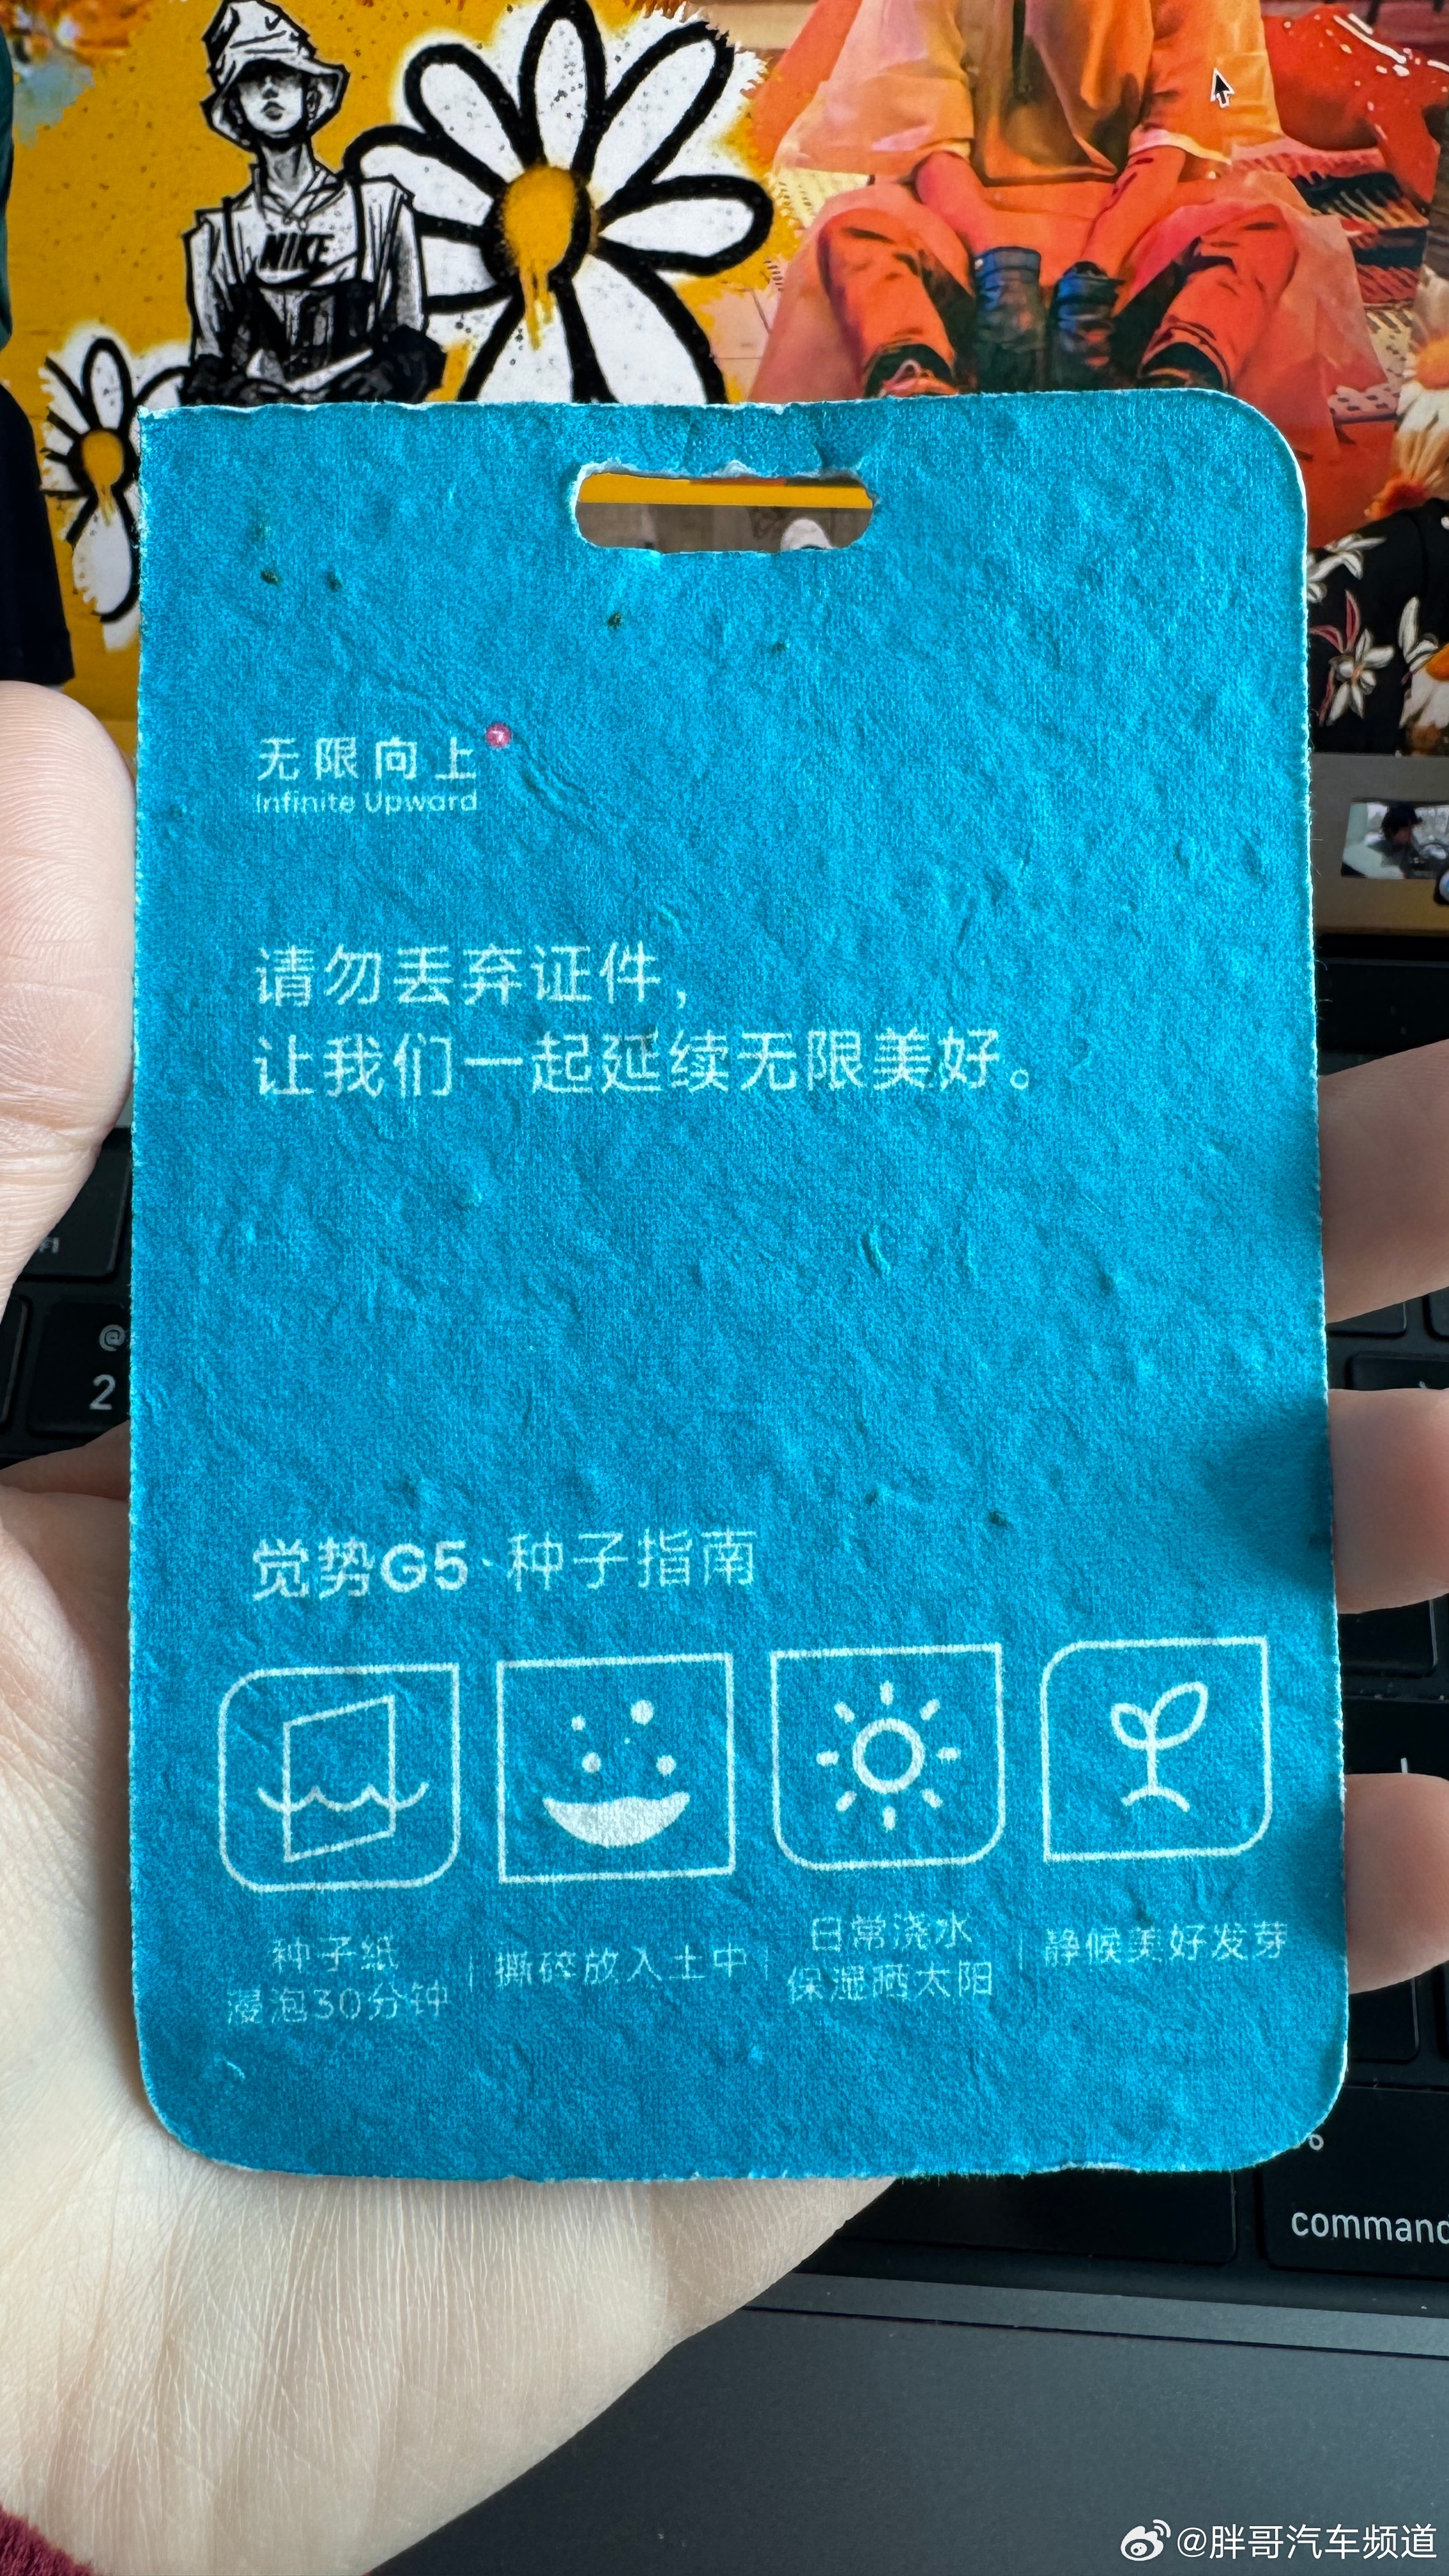 NIKE
无限向上
Infinite Upward
请勿丢弃证件，
让我们一起延续无限美好。
觉势G5·种子指南
种子纸
浸泡30分钟
撕碎放入土中
日常浇水
保湿晒太阳
静候美好发芽
@
2
command
@胖哥汽车频道